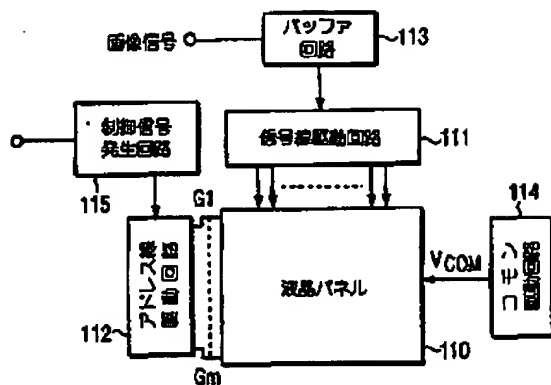 画像信号
バッファ
回路
113
制御信号
発生回路
115
信号線駆動回路
111
G1
アドレス線
駆動回路
112
液晶パネル
110
VCOM
114
コモン
駆動回路
Gm